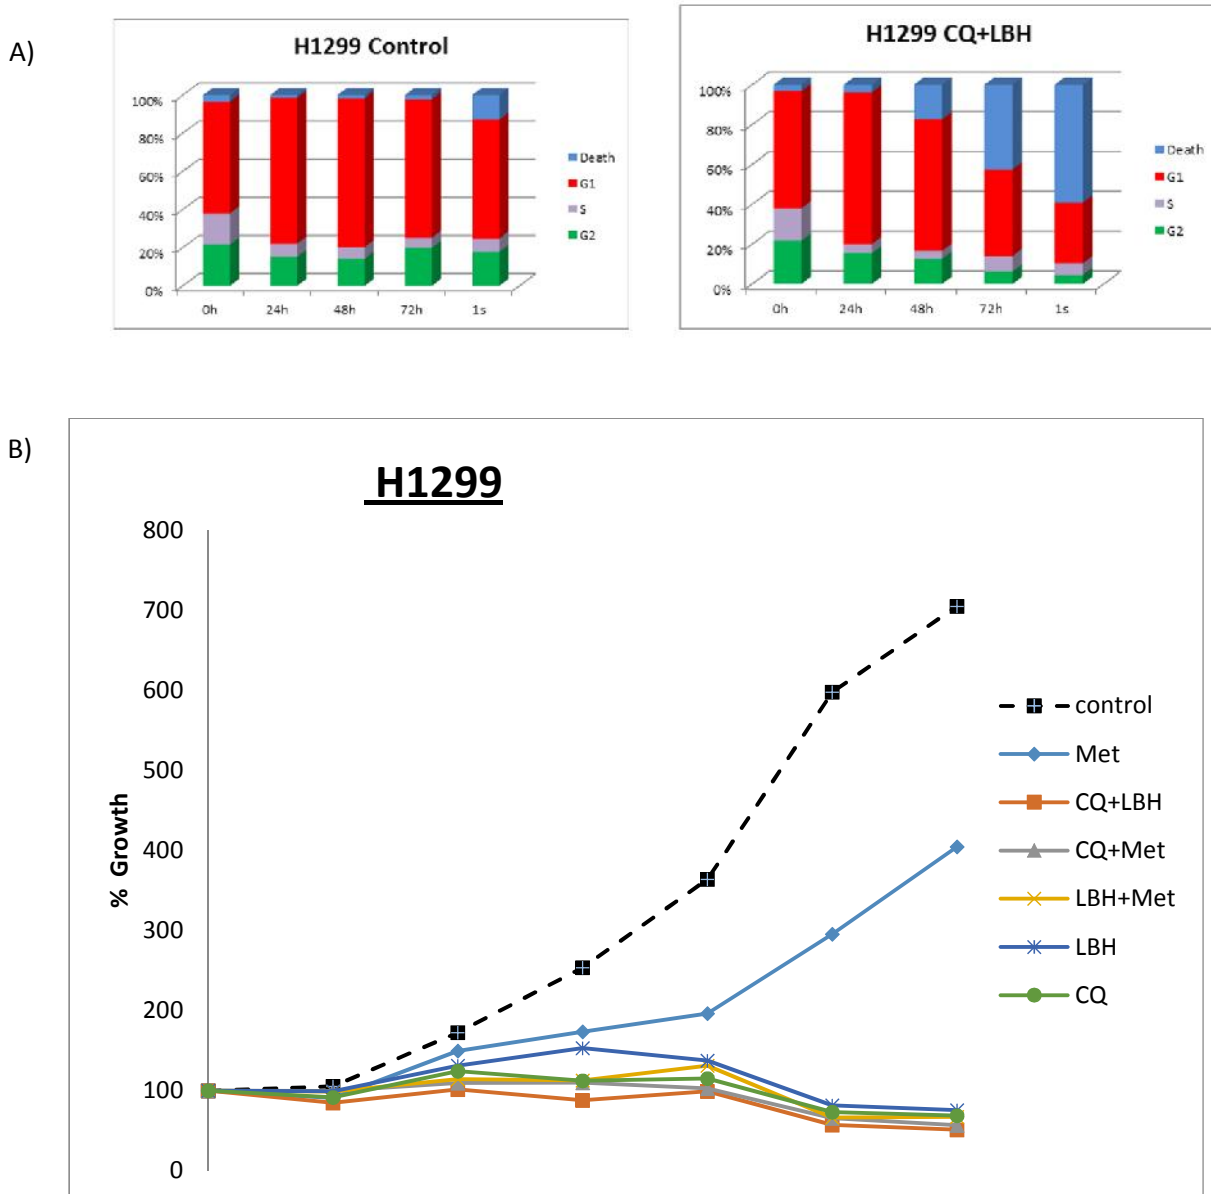 A)
H1299 Control
100%
80%
60%
40%
20%
0%
0h 24h 48h 72h 1s
Death
G1
S
G2
H1299 CQ+LBH
100%
80%
60%
40%
20%
0%
0h 24h 48h 72h 1s
Death
G1
S
G2
B)
H1299
800
700
600
500
400
300
200
100
0
% Growth
control
Met
CQ+LBH
CQ+Met
LBH+Met
LBH
CQ